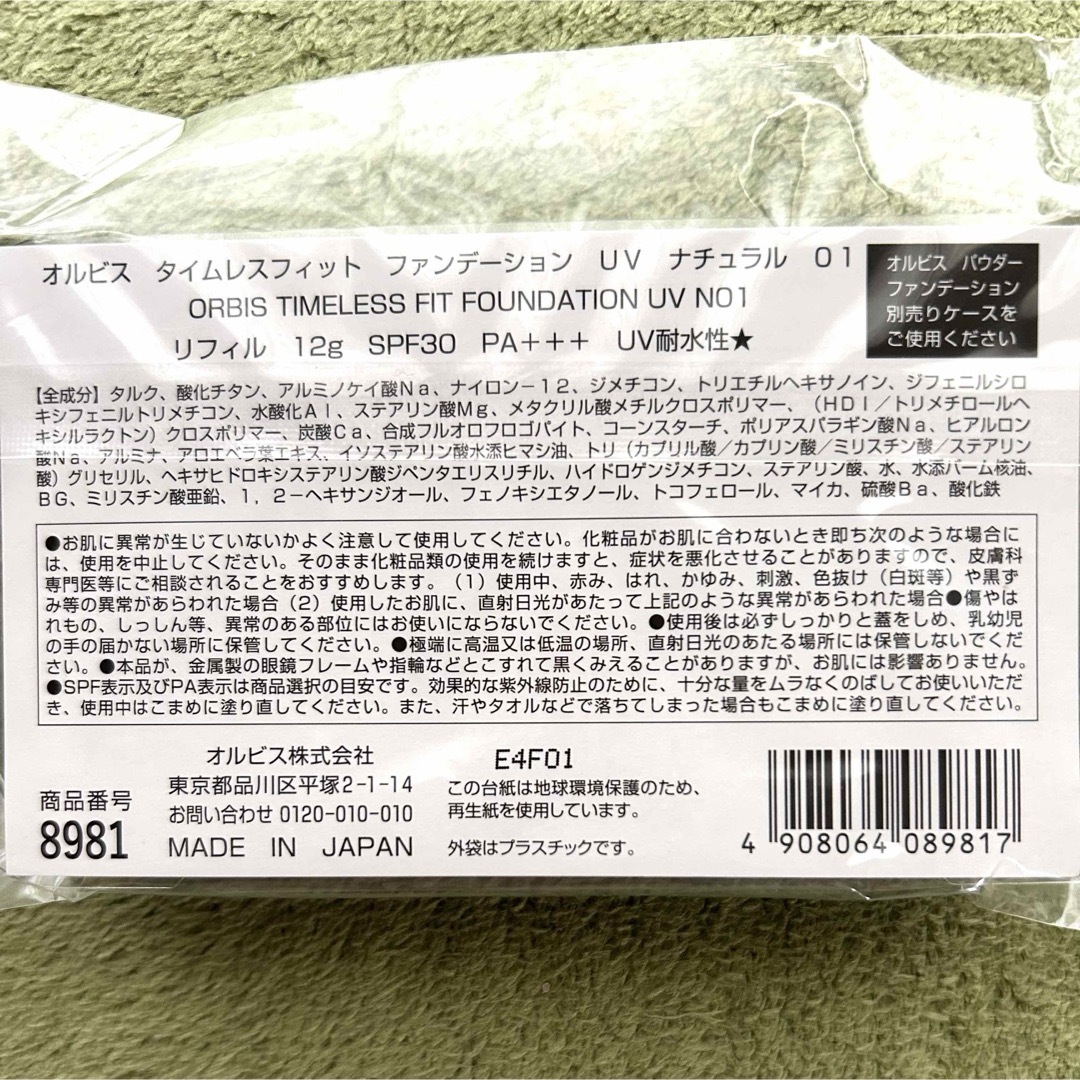 オルビス　タイムレスフィット　ファンデーション　ＵＶ　ナチュラル　０１
ORBIS TIMELESS FIT FOUNDATION UV N01
リフィル　12g　SPF30　PA＋＋＋　UV耐水性★
オルビス　パウダー
ファンデーション
別売りケースを
ご使用ください
【全成分】タルク、酸化チタン、アルミノケイ酸Ｎａ、ナイロン－１２、ジメチコン、トリエチルヘキサノイン、ジフェニルシロ
キシフェニルトリメチコン、水酸化Ａｌ、ステアリン酸Ｍｇ、メタクリル酸メチルクロスポリマー、（ＨＤＩ／トリメチロールヘ
キシルラクトン）クロスポリマー、炭酸Ｃａ、合成フルオロフロゴパイト、コーンスターチ、ポリアスパラギン酸Ｎａ、ヒアルロン
酸Ｎａ、アルミナ、アロエベラ葉エキス、イソステアリン酸水添ヒマシ油、トリ（カプリル酸／カプリン酸／ミリスチン酸／ステアリン
酸）グリセリル、ヘキサヒドロキシステアリン酸ジペンタエリスリチル、ハイドロゲンジメチコン、ステアリン酸、水、水添パーム核油、
ＢＧ、ミリスチン酸亜鉛、１，２－ヘキサンジオール、フェノキシエタノール、トコフェロール、マイカ、硫酸Ｂａ、酸化鉄
●お肌に異常が生じていないかよく注意して使用してください。化粧品がお肌に合わないとき即ち次のような場合に
は、使用を中止してください。そのまま化粧品類の使用を続けますと、症状を悪化させることがありますので、皮膚科
専門医等にご相談されることをおすすめします。（１）使用中、赤み、はれ、かゆみ、刺激、色抜け（白斑等）や黒ず
み等の異常があらわれた場合（２）使用したお肌に、直射日光があたって上記のような異常があらわれた場合●傷やは
れもの、しっしん等、異常のある部位にはお使いにならないでください。●使用後は必ずしっかりと蓋をしめ、乳幼児
の手の届かない場所に保管してください。●極端に高温又は低温の場所、直射日光のあたる場所には保管しないでくだ
さい。●本品が、金属製の眼鏡フレームや指輪などとこすれて黒くみえることがありますが、お肌には影響ありません。
●SPF表示及びPA表示は商品選択の目安です。効果的な紫外線防止のために、十分な量をムラなくのばしてお使いいただ
き、使用中はこまめに塗り直してください。また、汗やタオルなどで落ちてしまった場合もこまめに塗り直してください。
商品番号
8981
オルビス株式会社
東京都品川区平塚2-1-14
お問い合わせ 0120-010-010
MADE IN JAPAN
E4F01
この台紙は地球環境保護のため、
再生紙を使用しています。
外袋はプラスチックです。
4 908064 089817